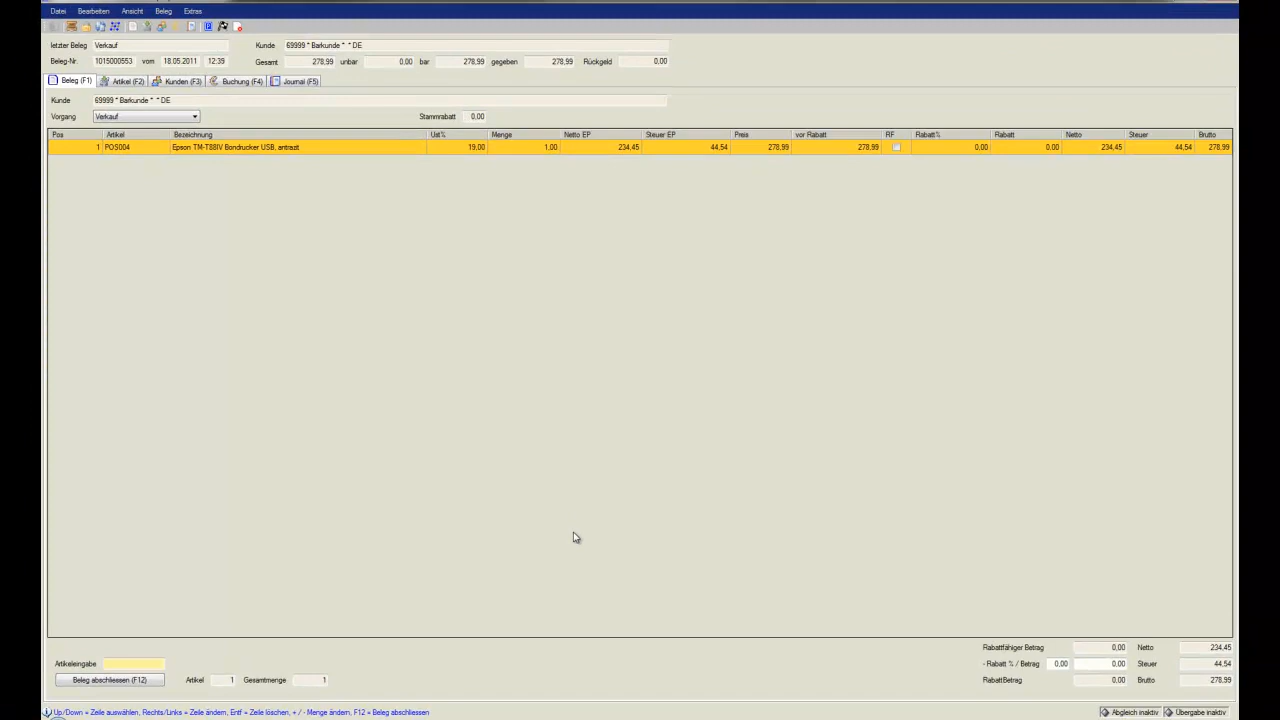 Datei Bearbeiten Ansicht Beleg Extras
letzter Beleg Verkauf Kunde 69999 * Barkunde * * DE
Beleg-Nr. 1015000553 vom 18.05.2011 12:39 Gesamt 278,99 unbar 0,00 bar 278,99 gegeben 278,99 Rückgeld 0,00
Beleg (F1) Artikel (F2) Kunden (F3) Buchung (F4) Journal (F5)
Kunde 69999 * Barkunde * * DE
Vorgang Verkauf Stammrabatt 0,00
Pos Artikel Bezeichnung Ust% Menge Netto EP Steuer EP Preis vor Rabatt RF Rabatt% Rabatt Netto Steuer Brutto
1 POS004 Epson TM-T88IV Bondrucker USB, antrazt 19.00 1,00 234,45 44,54 278,99 278,99 0,00 0,00 234,45 44,54 278,99
Rabattfähiger Betrag 0,00 Netto 234,45
Artikeleingabe - Rabatt % / Betrag 0,00 0,00 Steuer 44,54
Beleg abschliessen (F12) Artikel 1 Gesamtmenge 1 RabattBetrag 0,00 Brutto 278,99
Up/Down = Zeile auswählen, Rechts/Links = Zeile ändern, Entf = Zeile löschen, + / - Menge ändern, F12 = Beleg abschliessen Abgleich inaktiv Übergabe inaktiv